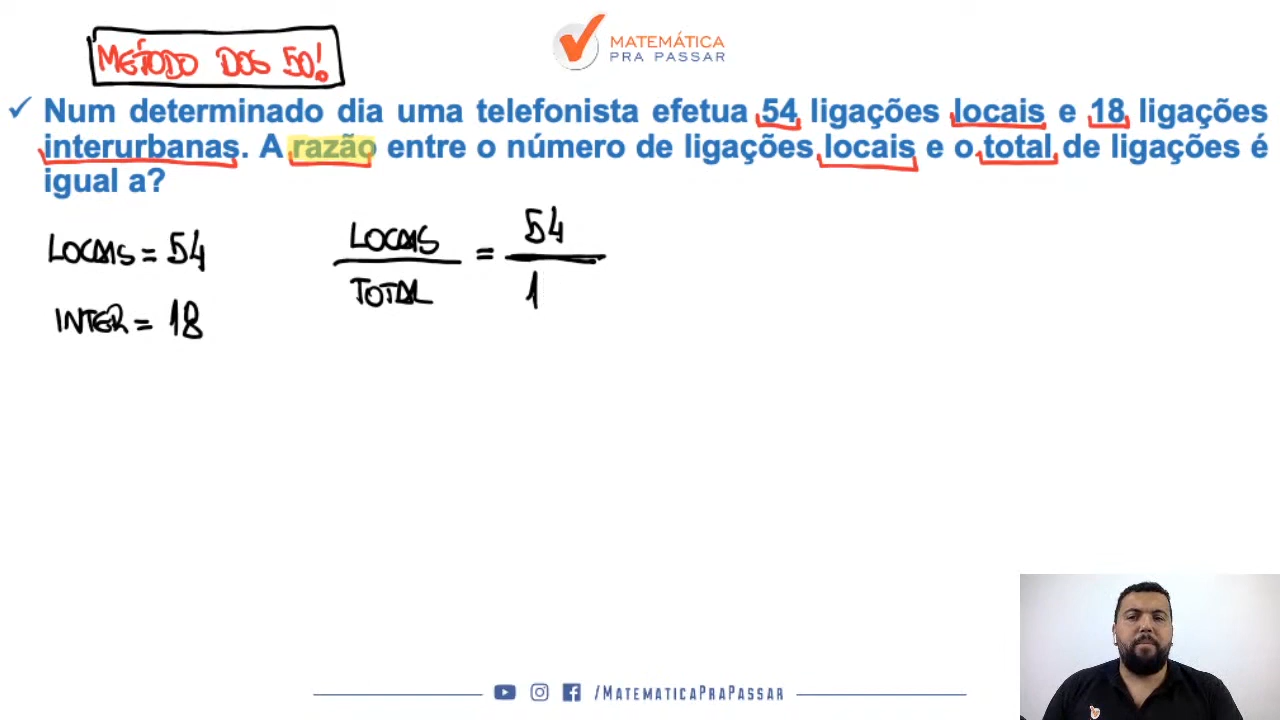 MÉTODO DOS 50!
MATEMÁTICA
PRA PASSAR
✓ Num determinado dia uma telefonista efetua 54 ligações locais e 18 ligações
interurbanas. A razão entre o número de ligações locais e o total de ligações é
igual a?
LOCAIS = 54
LOCAIS / TOTAL = 54 / 1
INTER = 18
/MATEMATICAPRAPASSAR